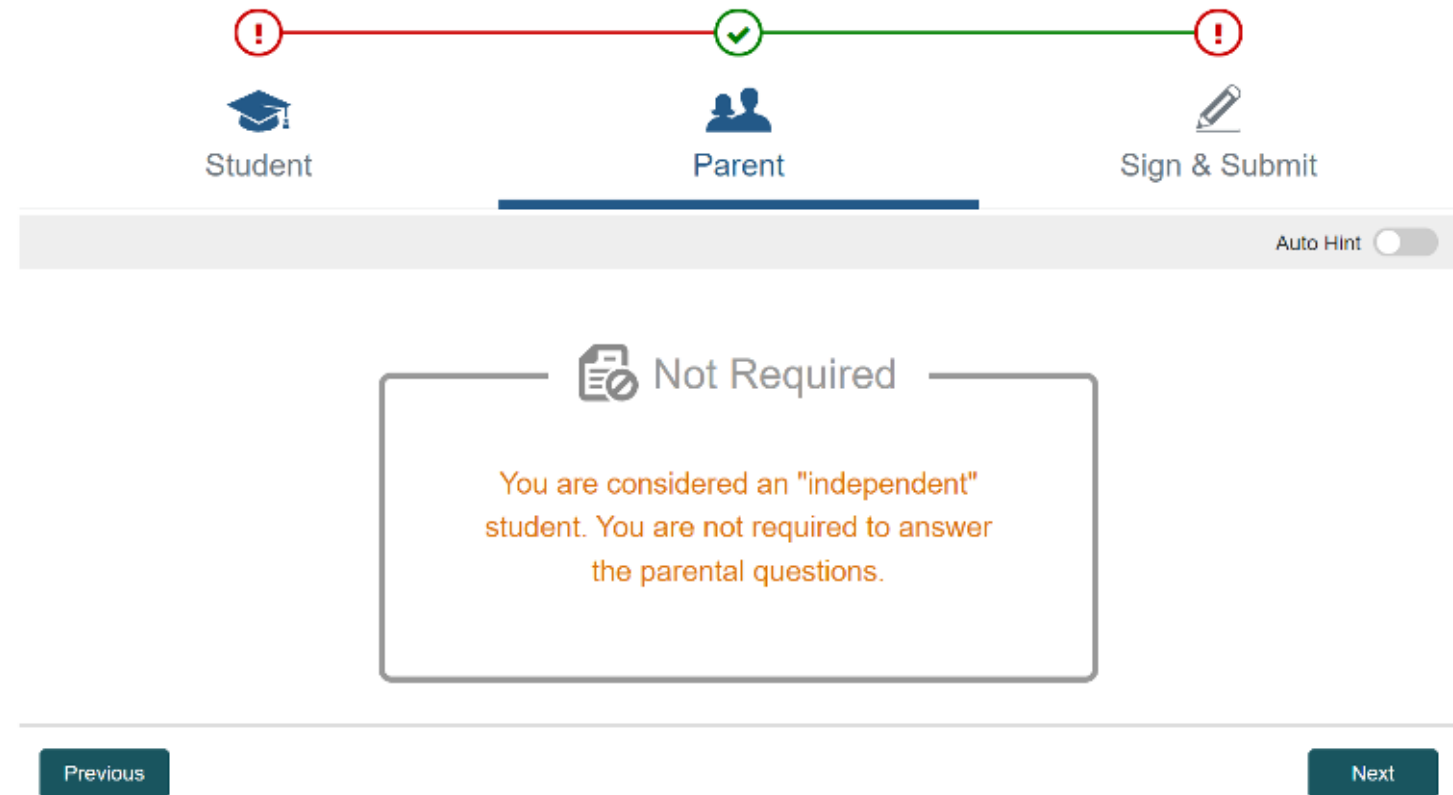 Student
Parent
Sign & Submit
Auto Hint
Not Required
You are considered an "independent"
student. You are not required to answer
the parental questions.
Previous
Next